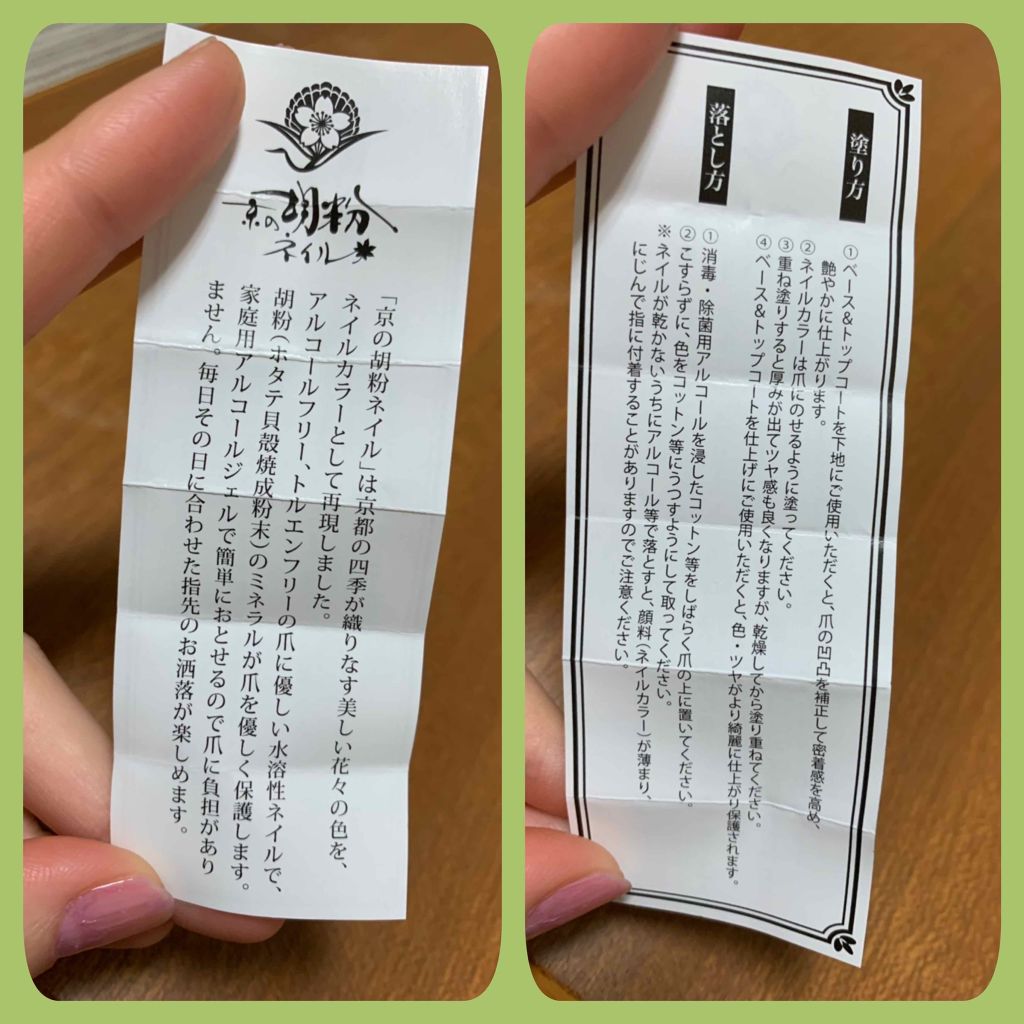 京の胡粉
ネイル
「京の胡粉ネイル」は京都の四季が織りなす美しい花々の色を、
ネイルカラーとして再現しました。
アルコールフリー、トルエンフリーの爪に優しい水溶性ネイルで、
胡粉(ホタテ貝殻焼成粉末)のミネラルが爪を優しく保護します。
家庭用アルコールジェルで簡単におとせるので爪に負担があり
ません。毎日その日に合わせた指先のお洒落が楽しめます。
塗り方
①ベース&トップコートを下地にご使用いただくと、爪の凹凸を補正して密着感を高め、
艶やかに仕上がります。
②ネイルカラーは爪にのせるように塗ってください。
③重ね塗りすると厚みが出てツヤ感も良くなりますが、乾燥してから塗り重ねてください。
④ベース&トップコートを仕上げにご使用いただくと、色・ツヤがより綺麗に仕上がり保護されます。
落とし方
①消毒・除菌用アルコールを浸したコットン等をしばらく爪の上に置いてください。
②こすらずに、色をコットン等にうつすようにして取ってください。
※ネイルが乾かないうちにアルコール等で落とすと、顔料(ネイルカラー)が薄まり、
にじんで指に付着することがありますのでご注意ください。